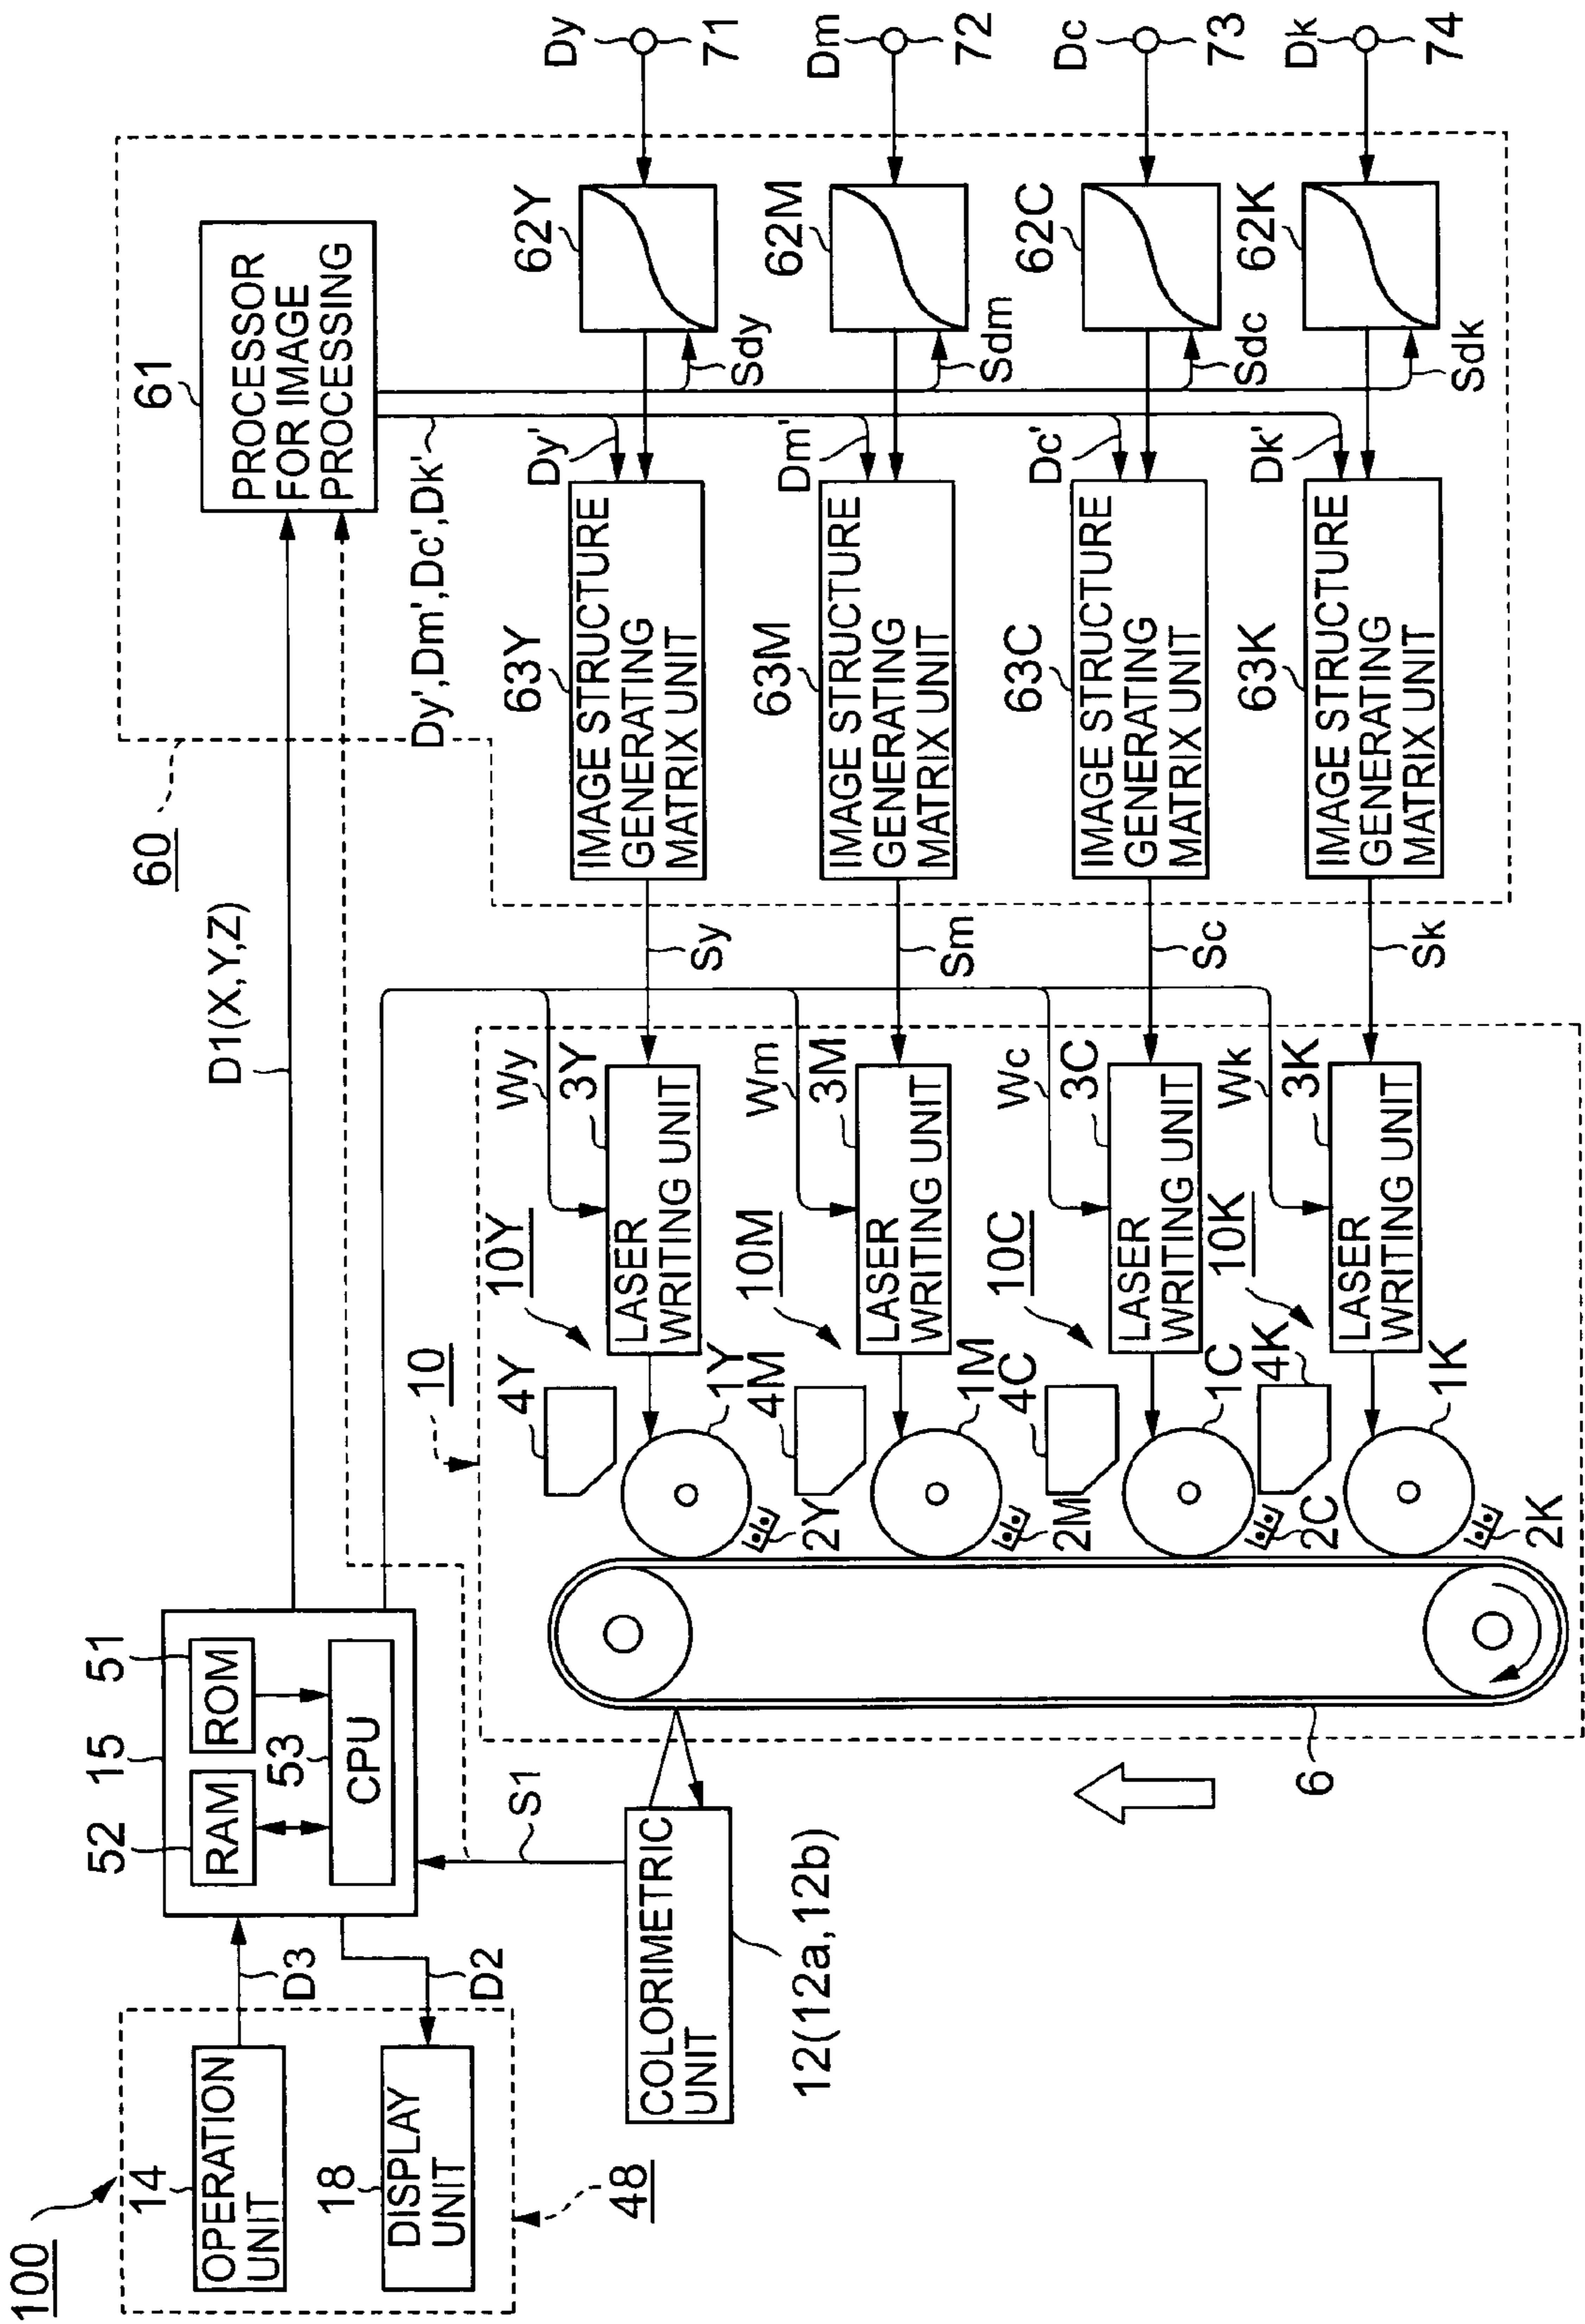 100
14
OPERATION
UNIT
18
DISPLAY
UNIT
48
D3
D2
15
52
RAM
51
ROM
53
CPU
S1
COLORIMETRIC
UNIT
12(12a,12b)
D1(X,Y,Z)
60
61
PROCESSOR
FOR IMAGE
PROCESSING
Dy',Dm',Dc',Dk'
10
6
4Y
10Y
Wy
3Y
LASER
WRITING UNIT
1Y
2Y
Sy
63Y
IMAGE STRUCTURE
GENERATING
MATRIX UNIT
Dy'
Sdy
62Y
Dy
71
4M
10M
Wm
3M
LASER
WRITING UNIT
1M
2M
Sm
63M
IMAGE STRUCTURE
GENERATING
MATRIX UNIT
Dm'
Sdm
62M
Dm
72
4C
10C
Wc
3C
LASER
WRITING UNIT
1C
2C
Sc
63C
IMAGE STRUCTURE
GENERATING
MATRIX UNIT
Dc'
Sdc
62C
Dc
73
4K
10K
Wk
3K
LASER
WRITING UNIT
1K
2K
Sk
63K
IMAGE STRUCTURE
GENERATING
MATRIX UNIT
Dk'
Sdk
62K
Dk
74